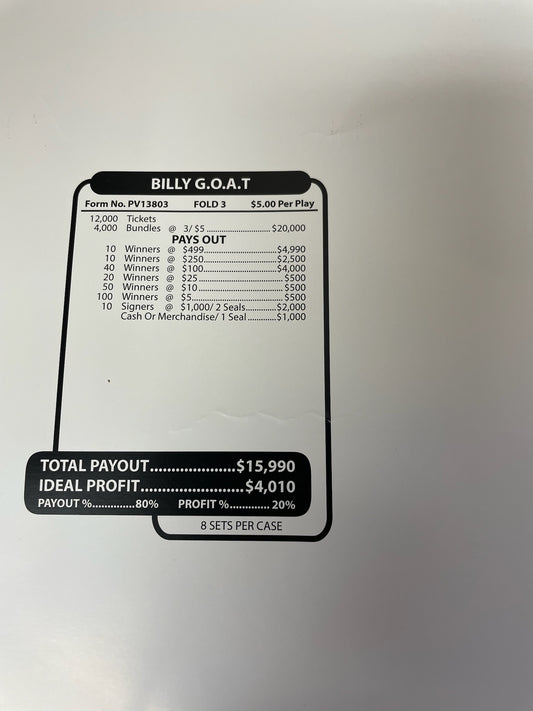 BILLY G.O.A.T
Form No. PV13803 FOLD 3 $5.00 Per Play
12,000 Tickets
4,000 Bundles @ 3/ $5....................$20,000
PAYS OUT
10 Winners @ $499........................$4,990
10 Winners @ $250........................$2,500
40 Winners @ $100........................$4,000
20 Winners @ $25............................$500
50 Winners @ $10............................$500
100 Winners @ $5..............................$500
10 Signers @ $1,000/ 2 Seals.........$2,000
Cash Or Merchandise/ 1 Seal.........$1,000
TOTAL PAYOUT.....................$15,990
IDEAL PROFIT........................$4,010
PAYOUT %.............80% PROFIT %............ 20%
8 SETS PER CASE